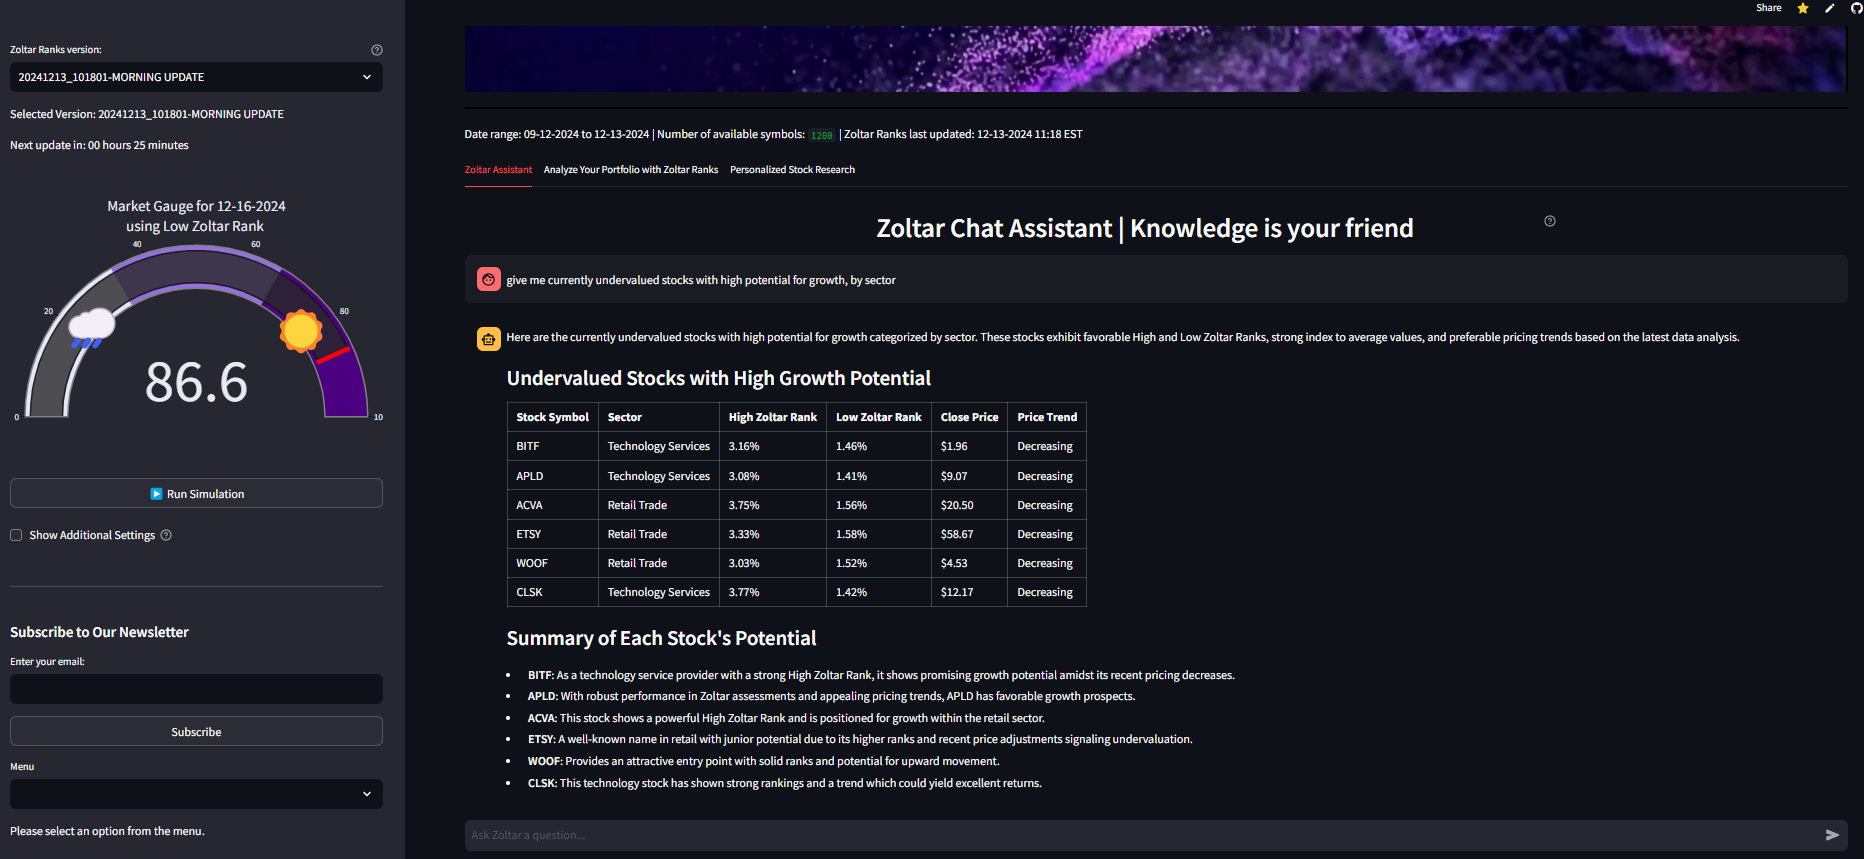 Share
Zoltar Ranks version:
20241213_101801-MORNING UPDATE
Selected Version: 20241213_101801-MORNING UPDATE
Next update in: 00 hours 25 minutes
Market Gauge for 12-16-2024
using Low Zoltar Rank
0
20
40
60
80
10
86.6
Run Simulation
Show Additional Settings
Subscribe to Our Newsletter
Enter your email:
Subscribe
Menu
Please select an option from the menu.
Date range: 09-12-2024 to 12-13-2024 | Number of available symbols: 1200 | Zoltar Ranks last updated: 12-13-2024 11:18 EST
Zoltar Assistant Analyze Your Portfolio with Zoltar Ranks Personalized Stock Research
Zoltar Chat Assistant | Knowledge is your friend
give me currently undervalued stocks with high potential for growth, by sector
Here are the currently undervalued stocks with high potential for growth categorized by sector. These stocks exhibit favorable High and Low Zoltar Ranks, strong index to average values, and preferable pricing trends based on the latest data analysis.
Undervalued Stocks with High Growth Potential
Stock Symbol Sector High Zoltar Rank Low Zoltar Rank Close Price Price Trend
BITF Technology Services 3.16% 1.46% $1.96 Decreasing
APLD Technology Services 3.08% 1.41% $9.07 Decreasing
ACVA Retail Trade 3.75% 1.56% $20.50 Decreasing
ETSY Retail Trade 3.33% 1.58% $58.67 Decreasing
WOOF Retail Trade 3.03% 1.52% $4.53 Decreasing
CLSK Technology Services 3.77% 1.42% $12.17 Decreasing
Summary of Each Stock's Potential
• BITF: As a technology service provider with a strong High Zoltar Rank, it shows promising growth potential amidst its recent pricing decreases.
• APLD: With robust performance in Zoltar assessments and appealing pricing trends, APLD has favorable growth prospects.
• ACVA: This stock shows a powerful High Zoltar Rank and is positioned for growth within the retail sector.
• ETSY: A well-known name in retail with junior potential due to its higher ranks and recent price adjustments signaling undervaluation.
• WOOF: Provides an attractive entry point with solid ranks and potential for upward movement.
• CLSK: This technology stock has shown strong rankings and a trend which could yield excellent returns.
Ask Zoltar a question...